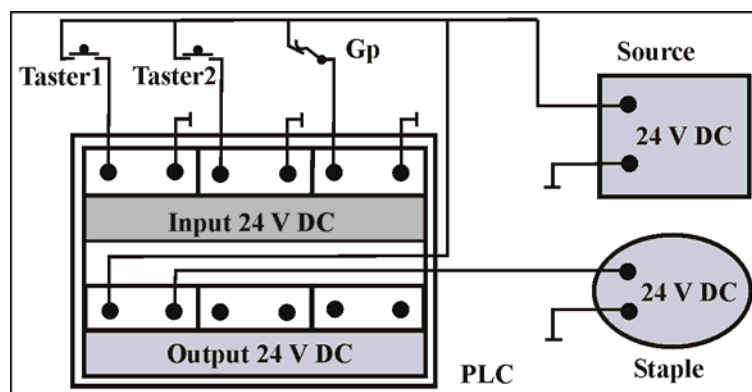 Taster1
Taster2
Gp
Source
24 V DC
Input 24 V DC
24 V DC
Output 24 V DC
PLC
Staple